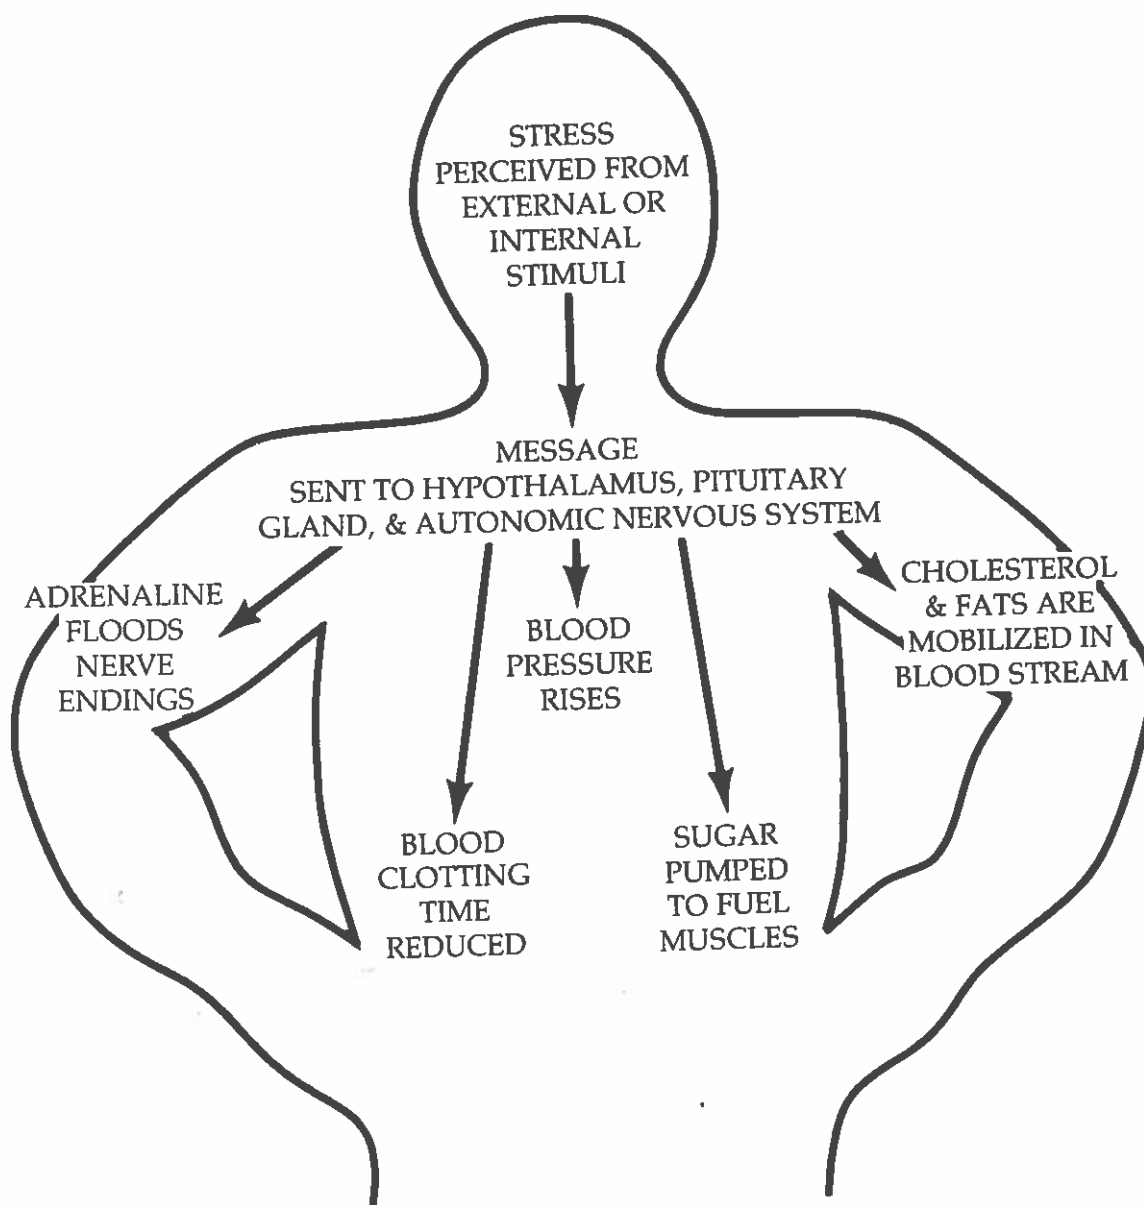 STRESS
PERCEIVED FROM
EXTERNAL OR
INTERNAL
STIMULI
MESSAGE
SENT TO HYPOTHALAMUS, PITUITARY
GLAND, & AUTONOMIC NERVOUS SYSTEM
ADRENALINE
FLOODS
NERVE
ENDINGS
BLOOD
PRESSURE
RISES
CHOLESTEROL
& FATS ARE
MOBILIZED IN
BLOOD STREAM
BLOOD
CLOTTING
TIME
REDUCED
SUGAR
PUMPED
TO FUEL
MUSCLES